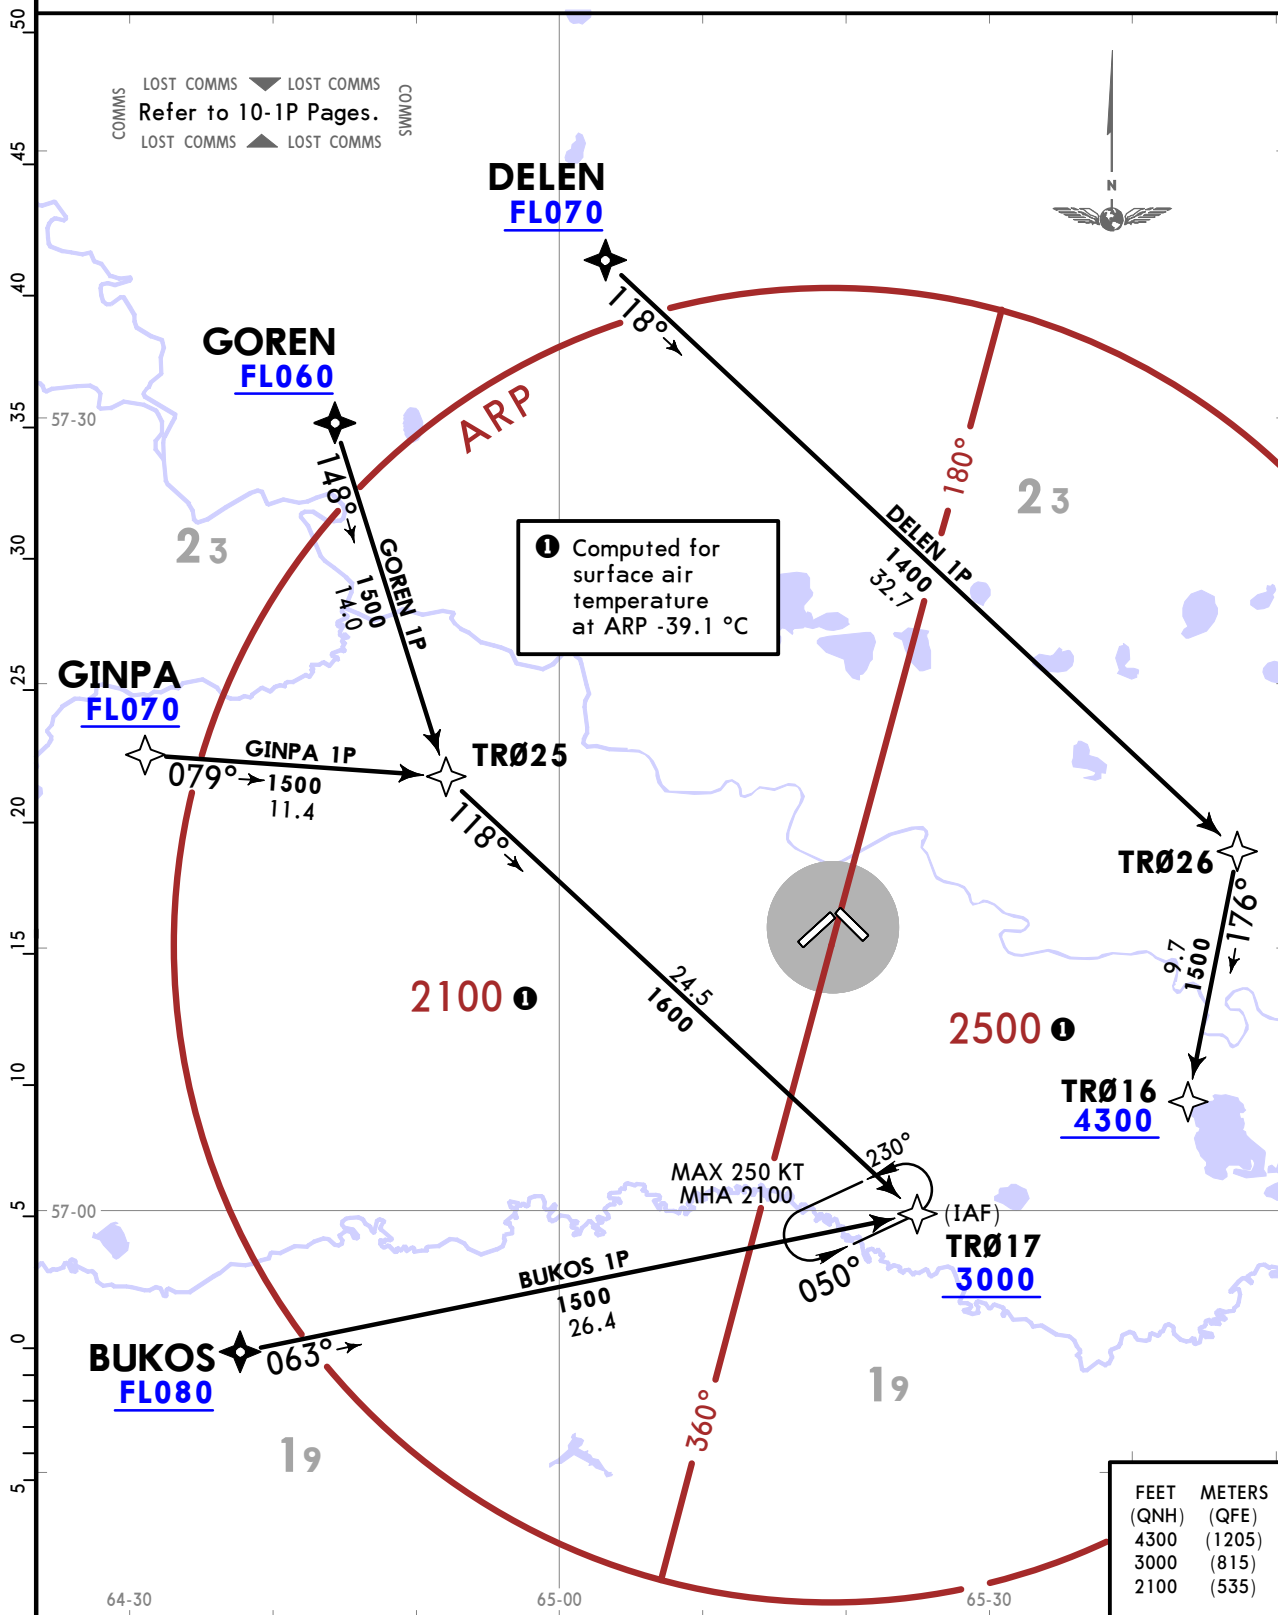 50
45
40
35
30
25
20
15
10
5
0
5
LOST COMMS LOST COMMS
COMMS
Refer to 10-1P Pages.
COMMS
LOST COMMS LOST COMMS
N
DELEN
FL070
118°
GOREN
FL060
ARP
57-30
148°
180°
23
23
DELEN 1P
1400
32.7
GOREN 1P
1500
14.0
❶ Computed for
surface air
temperature
at ARP -39.1 °C
GINPA
FL070
GINPA 1P
079°
1500
11.4
TRØ25
118°
TRØ26
176°
1500
9.7
24.5
1600
2100 ❶
2500 ❶
TRØ16
4300
230°
MAX 250 KT
MHA 2100
57-00
(IAF)
TRØ17
3000
050°
BUKOS 1P
1500
26.4
BUKOS
FL080
063°
19
360°
19
FEET METERS
(QNH) (QFE)
4300 (1205)
3000 (815)
2100 (535)
64-30
65-00
65-30